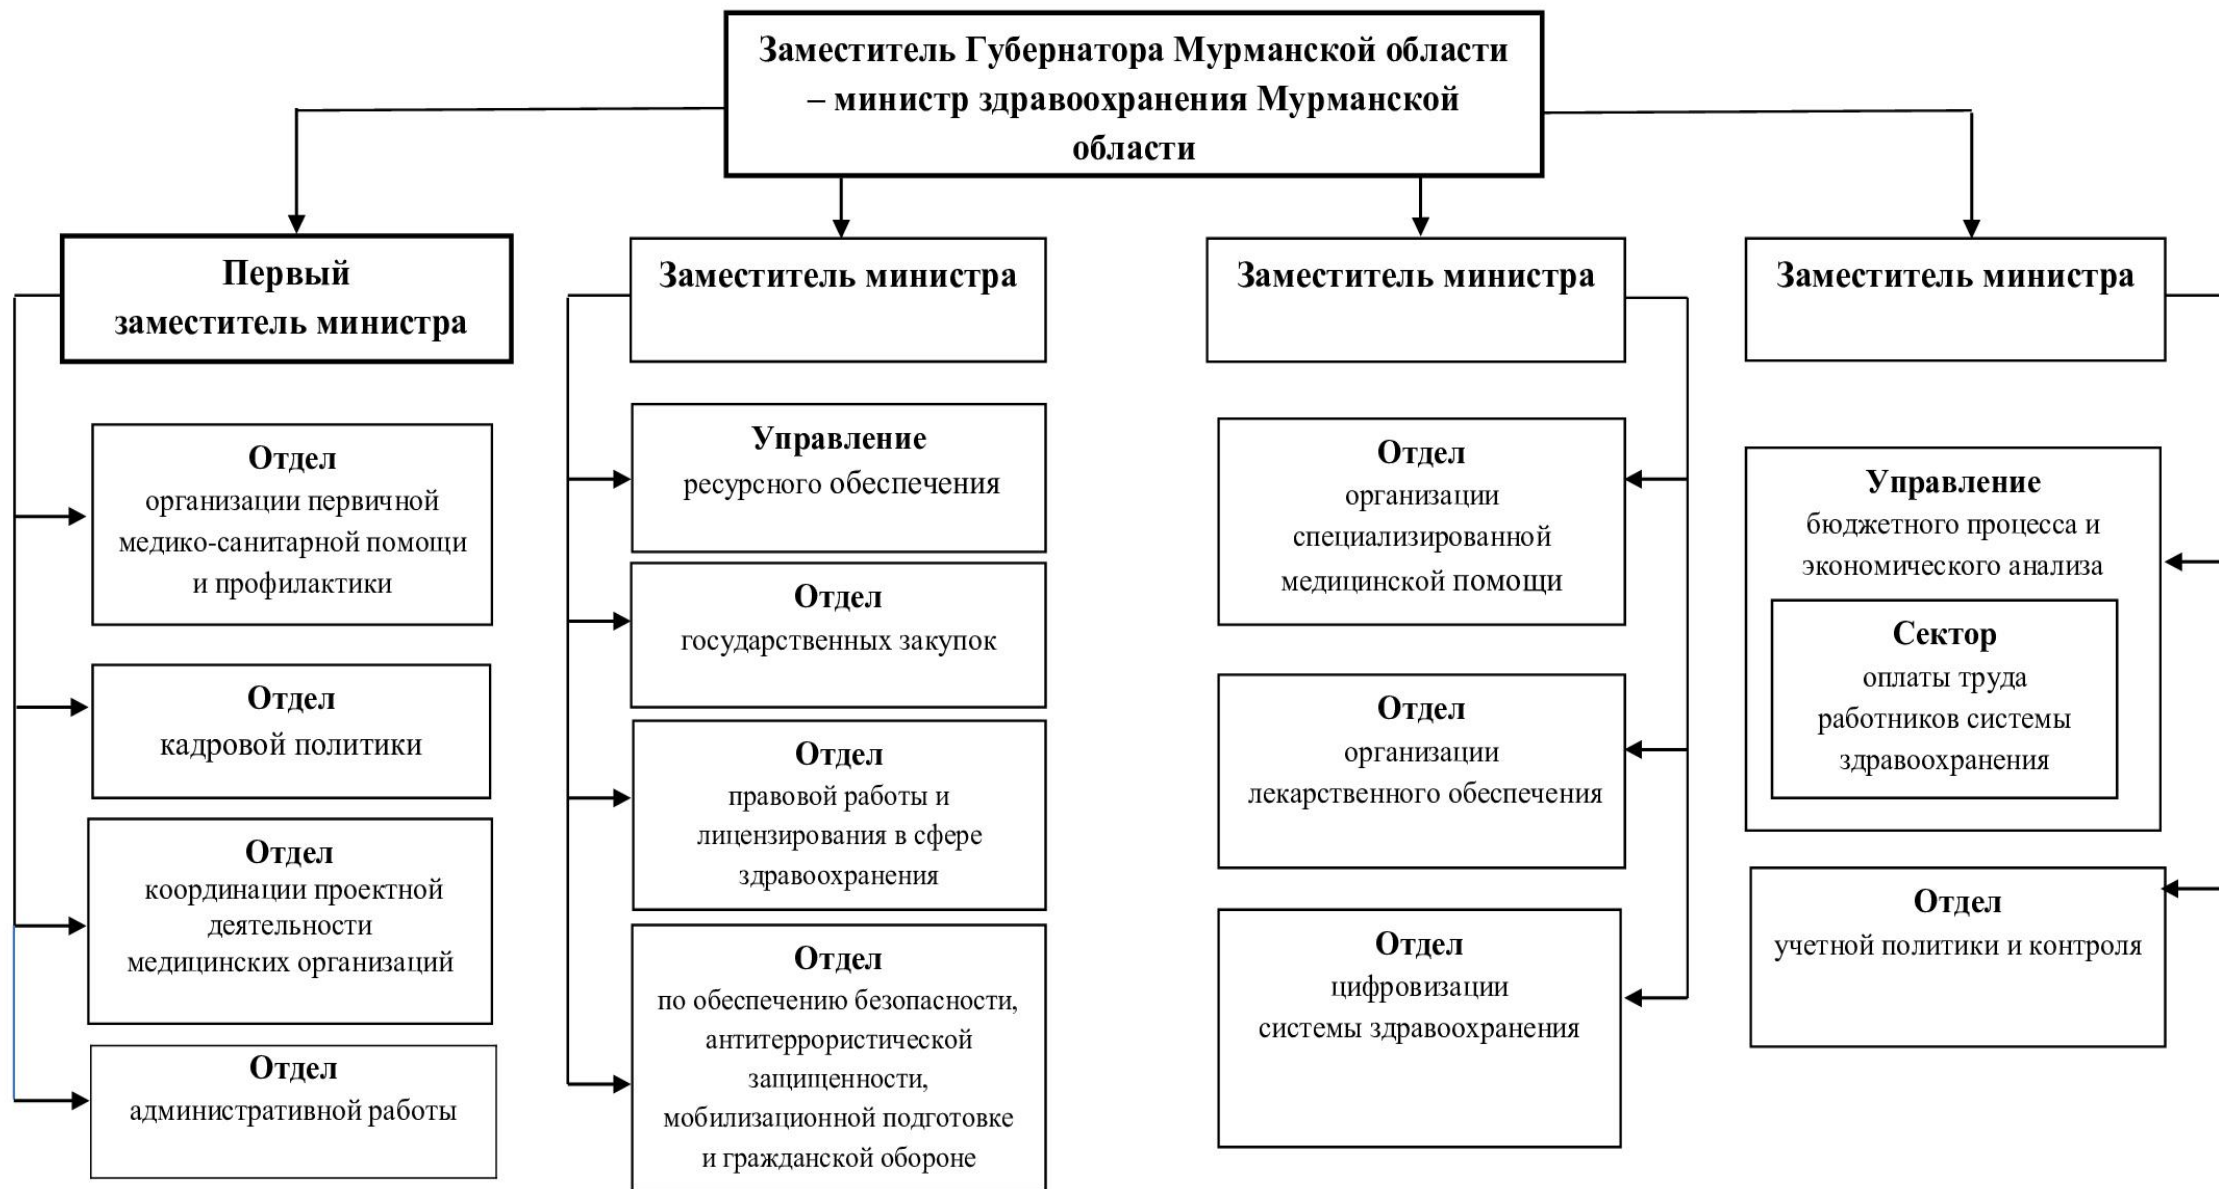 Заместитель Губернатора Мурманской области
– министр здравоохранения Мурманской
области
Первый
заместитель министра
Отдел
организации первичной
медико-санитарной помощи
и профилактики
Отдел
кадровой политики
Отдел
координации проектной
деятельности
медицинских организаций
Отдел
административной работы
Заместитель министра
Управление
ресурсного обеспечения
Отдел
государственных закупок
Отдел
правовой работы и
лицензирования в сфере
здравоохранения
Отдел
по обеспечению безопасности,
антитеррористической
защищенности,
мобилизационной подготовке
и гражданской обороне
Заместитель министра
Отдел
организации
специализированной
медицинской помощи
Отдел
организации
лекарственного обеспечения
Отдел
цифровизации
системы здравоохранения
Заместитель министра
Управление
бюджетного процесса и
экономического анализа
Сектор
оплаты труда
работников системы
здравоохранения
Отдел
учетной политики и контроля